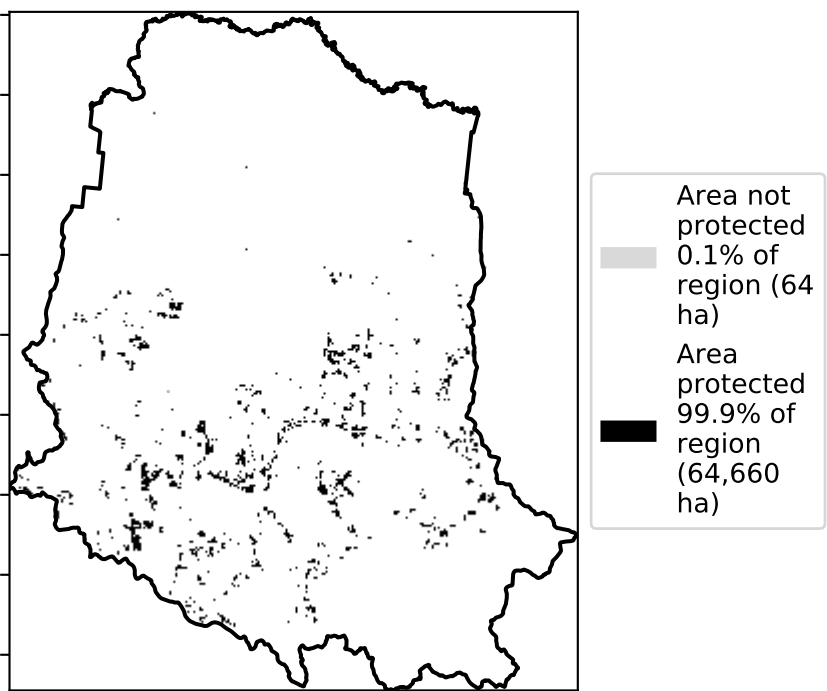 Area not
protected
0.1% of
region (64
ha)
Area
protected
99.9% of
region
(64,660
ha)